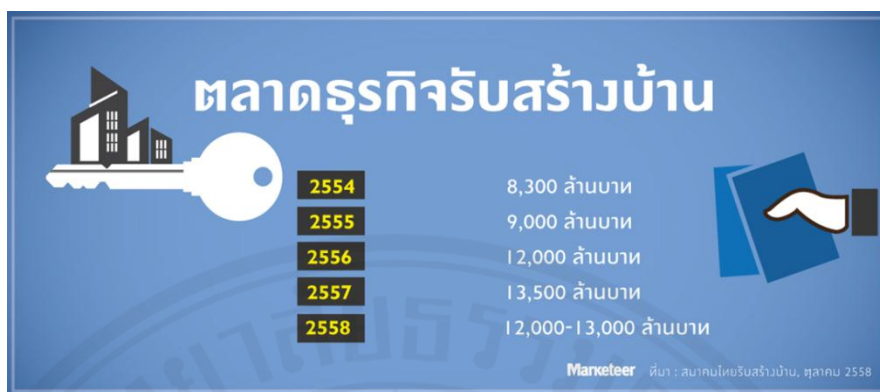 ตลาดธุรกิจรับสร้างบ้าน
2554 8,300 ล้านบาท
2555 9,000 ล้านบาท
2556 12,000 ล้านบาท
2557 13,500 ล้านบาท
2558 12,000-13,000 ล้านบาท
Marketeer ที่มา : สมาคมไทยรับสร้างบ้าน, ตุลาคม 2558